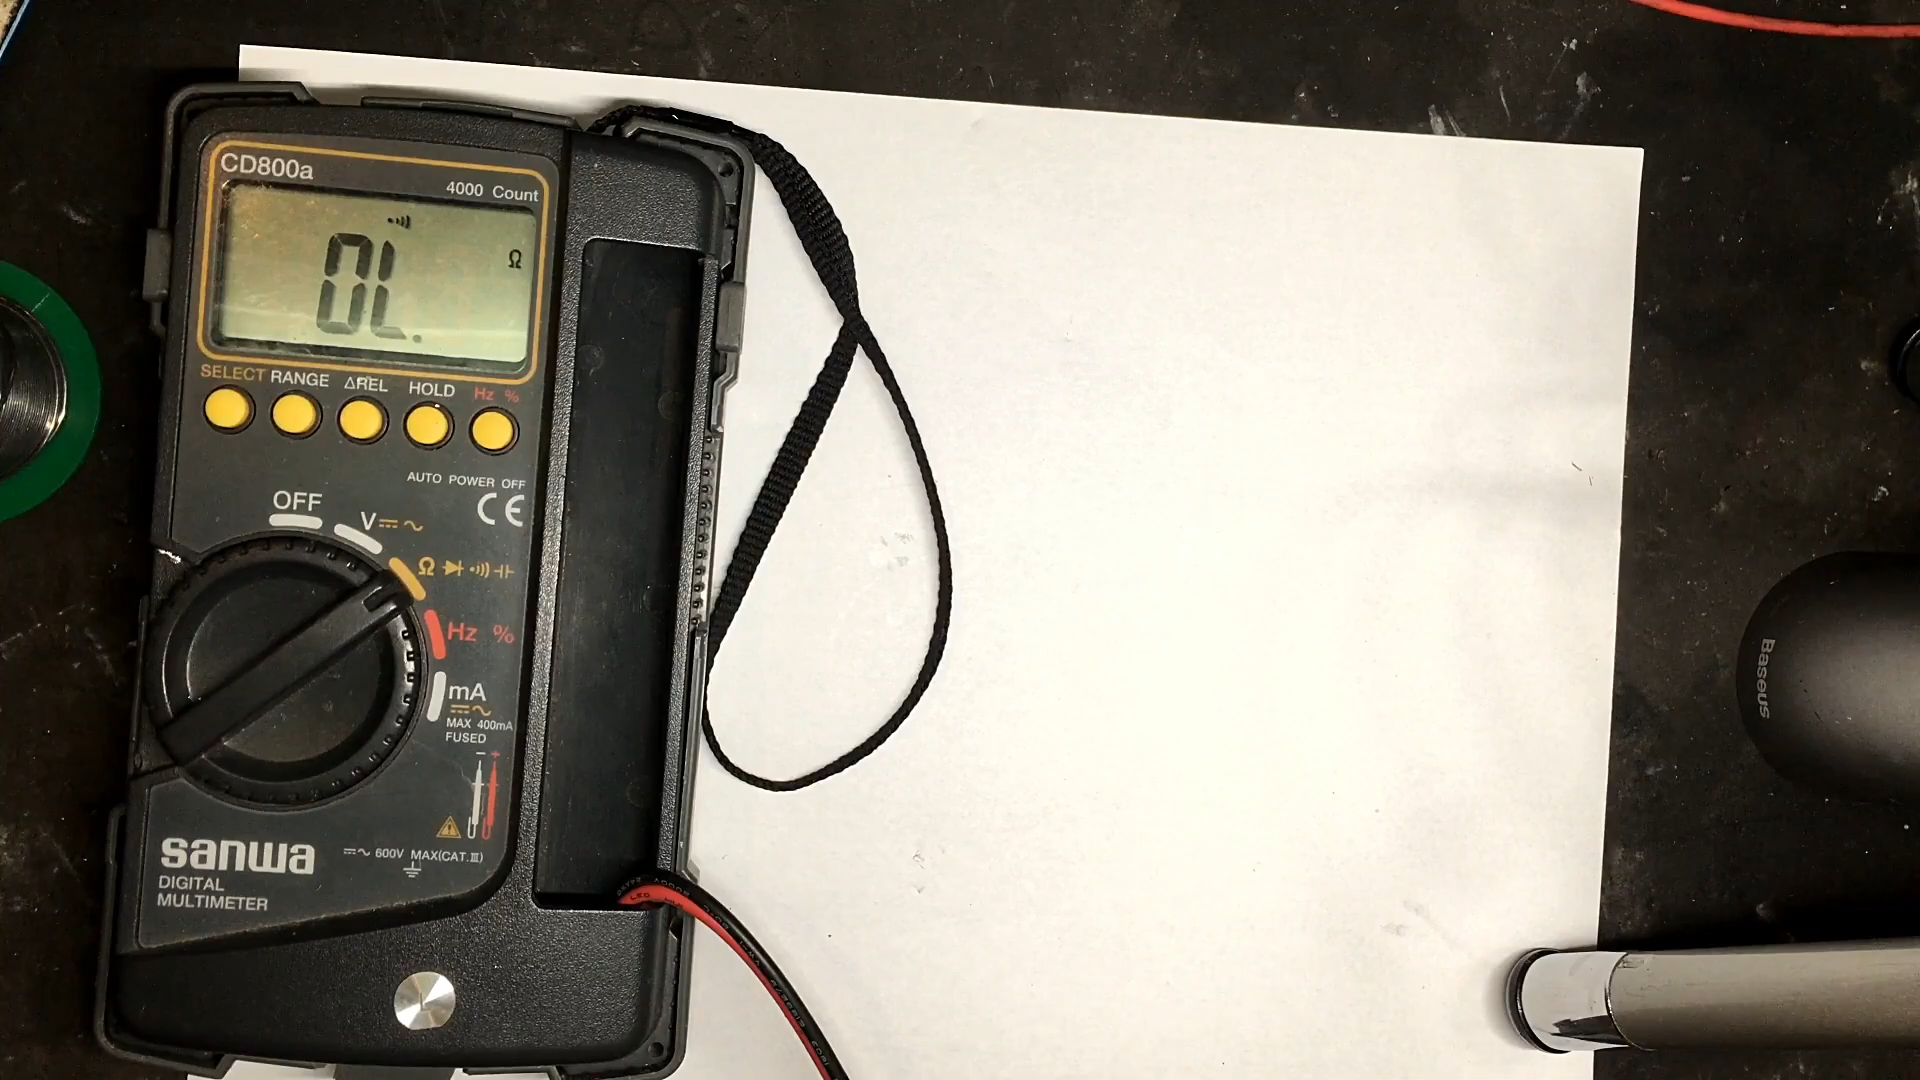 CD800a
4000 Count
OL.
Ω
SELECT RANGE ΔREL HOLD Hz %
AUTO POWER OFF
CE
OFF
V
Ω
Hz %
mA
MAX 400mA
FUSED
- +
sanwa
600V MAX(CAT.III)
DIGITAL
MULTIMETER
Baseus